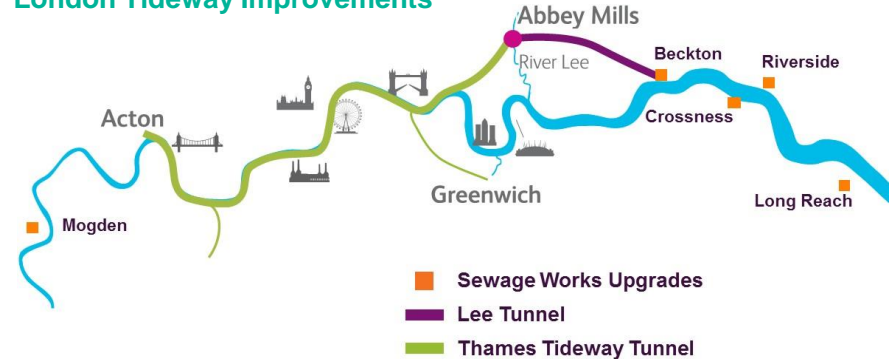 London Tideway Improvements
Abbey Mills
River Lee
Beckton
Riverside
Crossness
Acton
Greenwich
Long Reach
Mogden
Sewage Works Upgrades
Lee Tunnel
Thames Tideway Tunnel